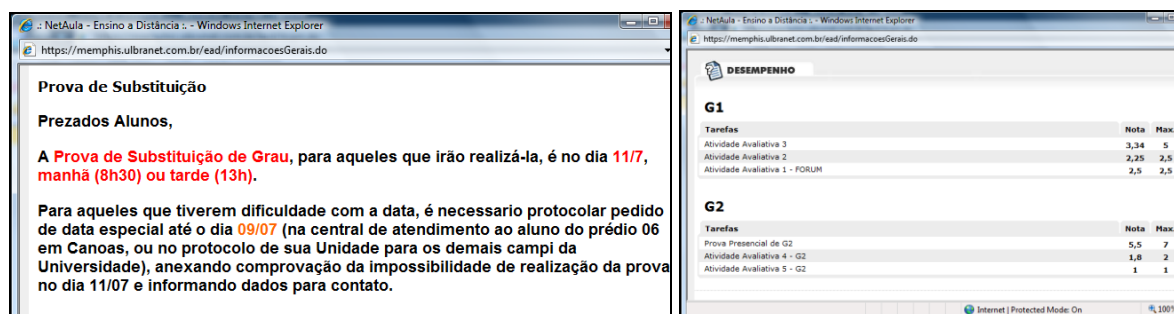 .: NetAula - Ensino a Distância :. - Windows Internet Explorer
https://memphis.ulbranet.com.br/ead/informacoesGerais.do
Prova de Substituição
Prezados Alunos,
A Prova de Substituição de Grau, para aqueles que irão realizá-la, é no dia 11/7,
manhã (8h30) ou tarde (13h).
Para aqueles que tiverem dificuldade com a data, é necessario protocolar pedido
de data especial até o dia 09/07 (na central de atendimento ao aluno do prédio 06
em Canoas, ou no protocolo de sua Unidade para os demais campi da
Universidade), anexando comprovação da impossibilidade de realização da prova
no dia 11/07 e informando dados para contato.
.: NetAula - Ensino a Distância :. - Windows Internet Explorer
https://memphis.ulbranet.com.br/ead/informacoesGerais.do
DESEMPENHO
G1
Tarefas Nota Max.
Atividade Avaliativa 3 3,34 5
Atividade Avaliativa 2 2,25 2,5
Atividade Avaliativa 1 - FORUM 2,5 2,5
G2
Tarefas Nota Max.
Prova Presencial de G2 5,5 7
Atividade Avaliativa 4 - G2 1,8 2
Atividade Avaliativa 5 - G2 1 1
Internet | Protected Mode: On 100%